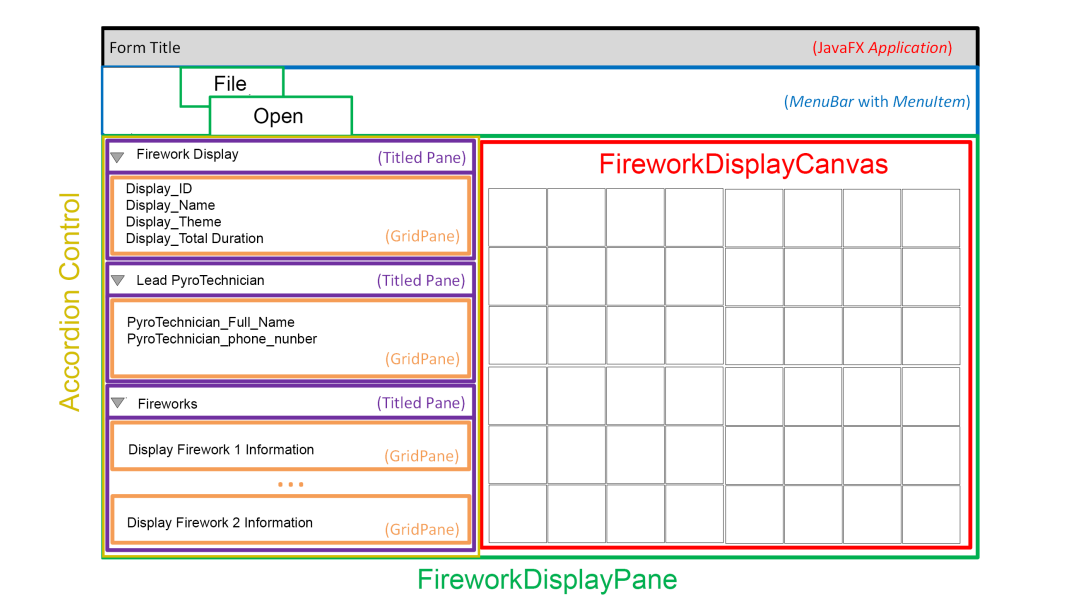 Form Title
(JavaFX Application)
File
Open
(MenuBar with MenuItem)
Accordion Control
Firework Display
(Titled Pane)
Display_ID
Display_Name
Display_Theme
Display_Total Duration
(GridPane)
Lead PyroTechnician
(Titled Pane)
PyroTechnician_Full_Name
PyroTechnician_phone_nunber
(GridPane)
Fireworks
(Titled Pane)
Display Firework 1 Information
(GridPane)
...
Display Firework 2 Information
(GridPane)
FireworkDisplayCanvas
FireworkDisplayPane